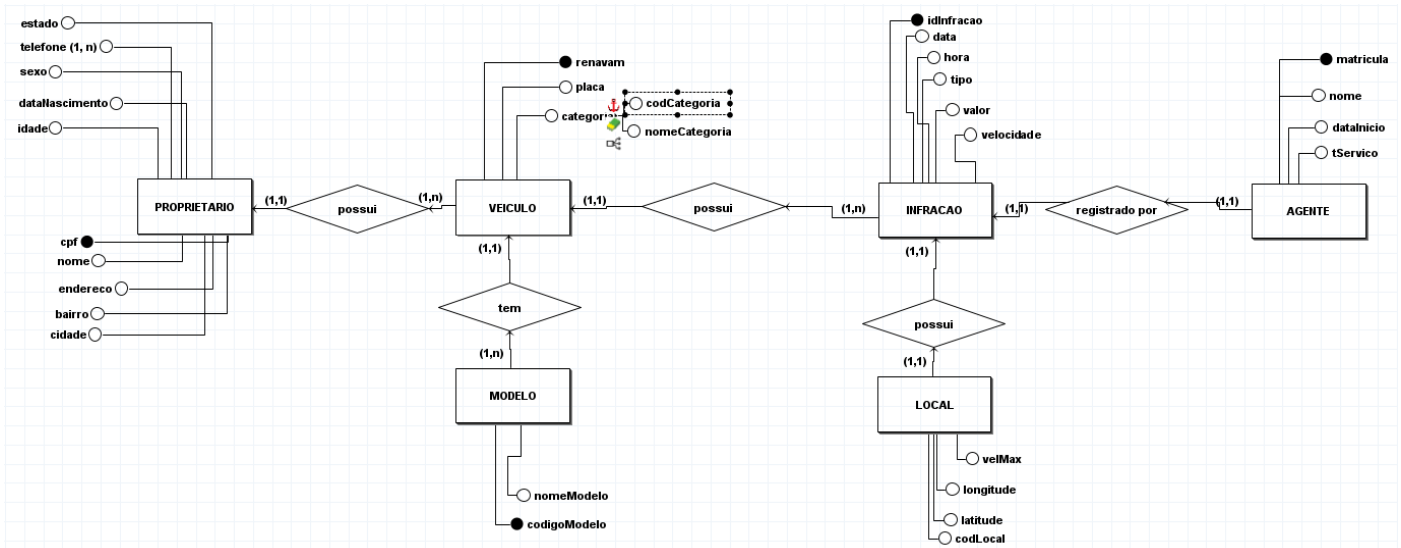 estado
telefone (1, n)
sexo
dataNascimento
idade
PROPRIETARIO
cpf
nome
endereco
bairro
cidade
(1,1)
possui
(1,n)
renavam
placa
categoria
codCategoria
nomeCategoria
VEICULO
(1,1)
tem
(1,n)
MODELO
nomeModelo
codigoModelo
(1,1)
possui
(1,n)
idInfracao
data
hora
tipo
valor
velocidade
INFRACAO
(1,1)
possui
(1,1)
LOCAL
velMax
longitude
latitude
codLocal
(1,1)
registrado por
(1,1)
matricula
nome
dataInicio
tServico
AGENTE